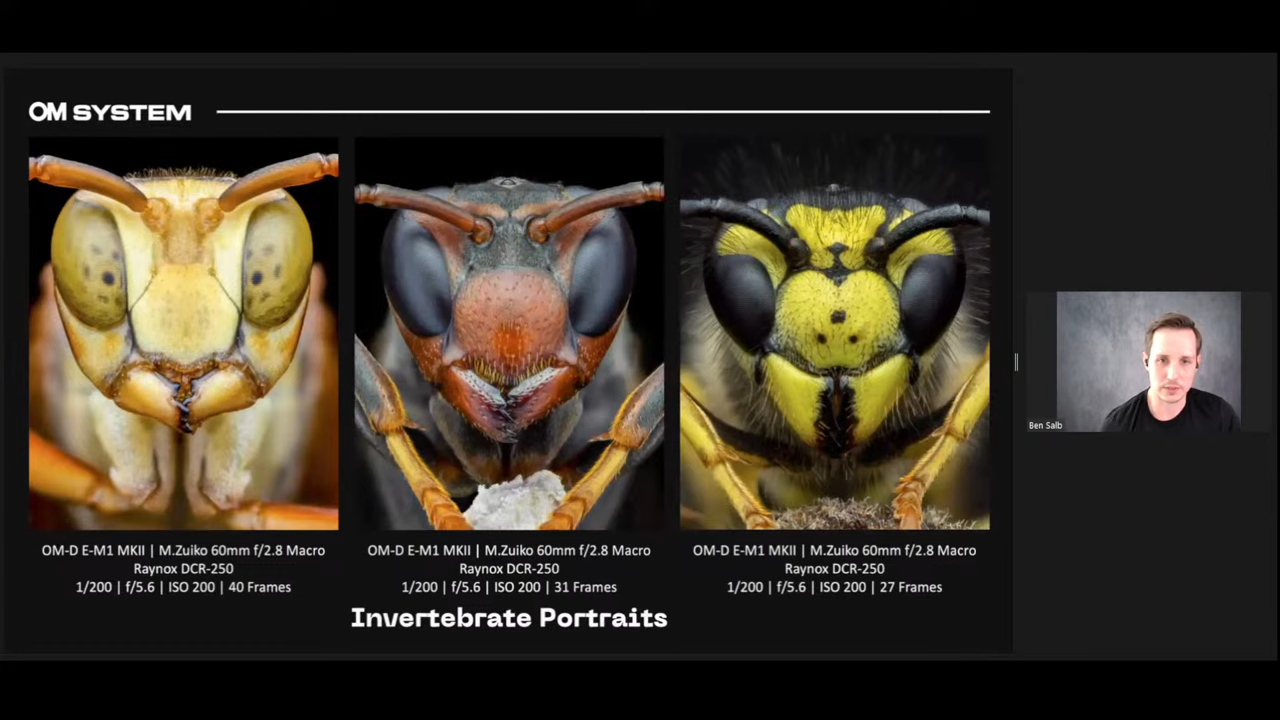 OM SYSTEM
OM-D E-M1 MKII | M.Zuiko 60mm f/2.8 Macro
Raynox DCR-250
1/200 | f/5.6 | ISO 200 | 40 Frames
OM-D E-M1 MKII | M.Zuiko 60mm f/2.8 Macro
Raynox DCR-250
1/200 | f/5.6 | ISO 200 | 31 Frames
OM-D E-M1 MKII | M.Zuiko 60mm f/2.8 Macro
Raynox DCR-250
1/200 | f/5.6 | ISO 200 | 27 Frames
Invertebrate Portraits
Ben Salb